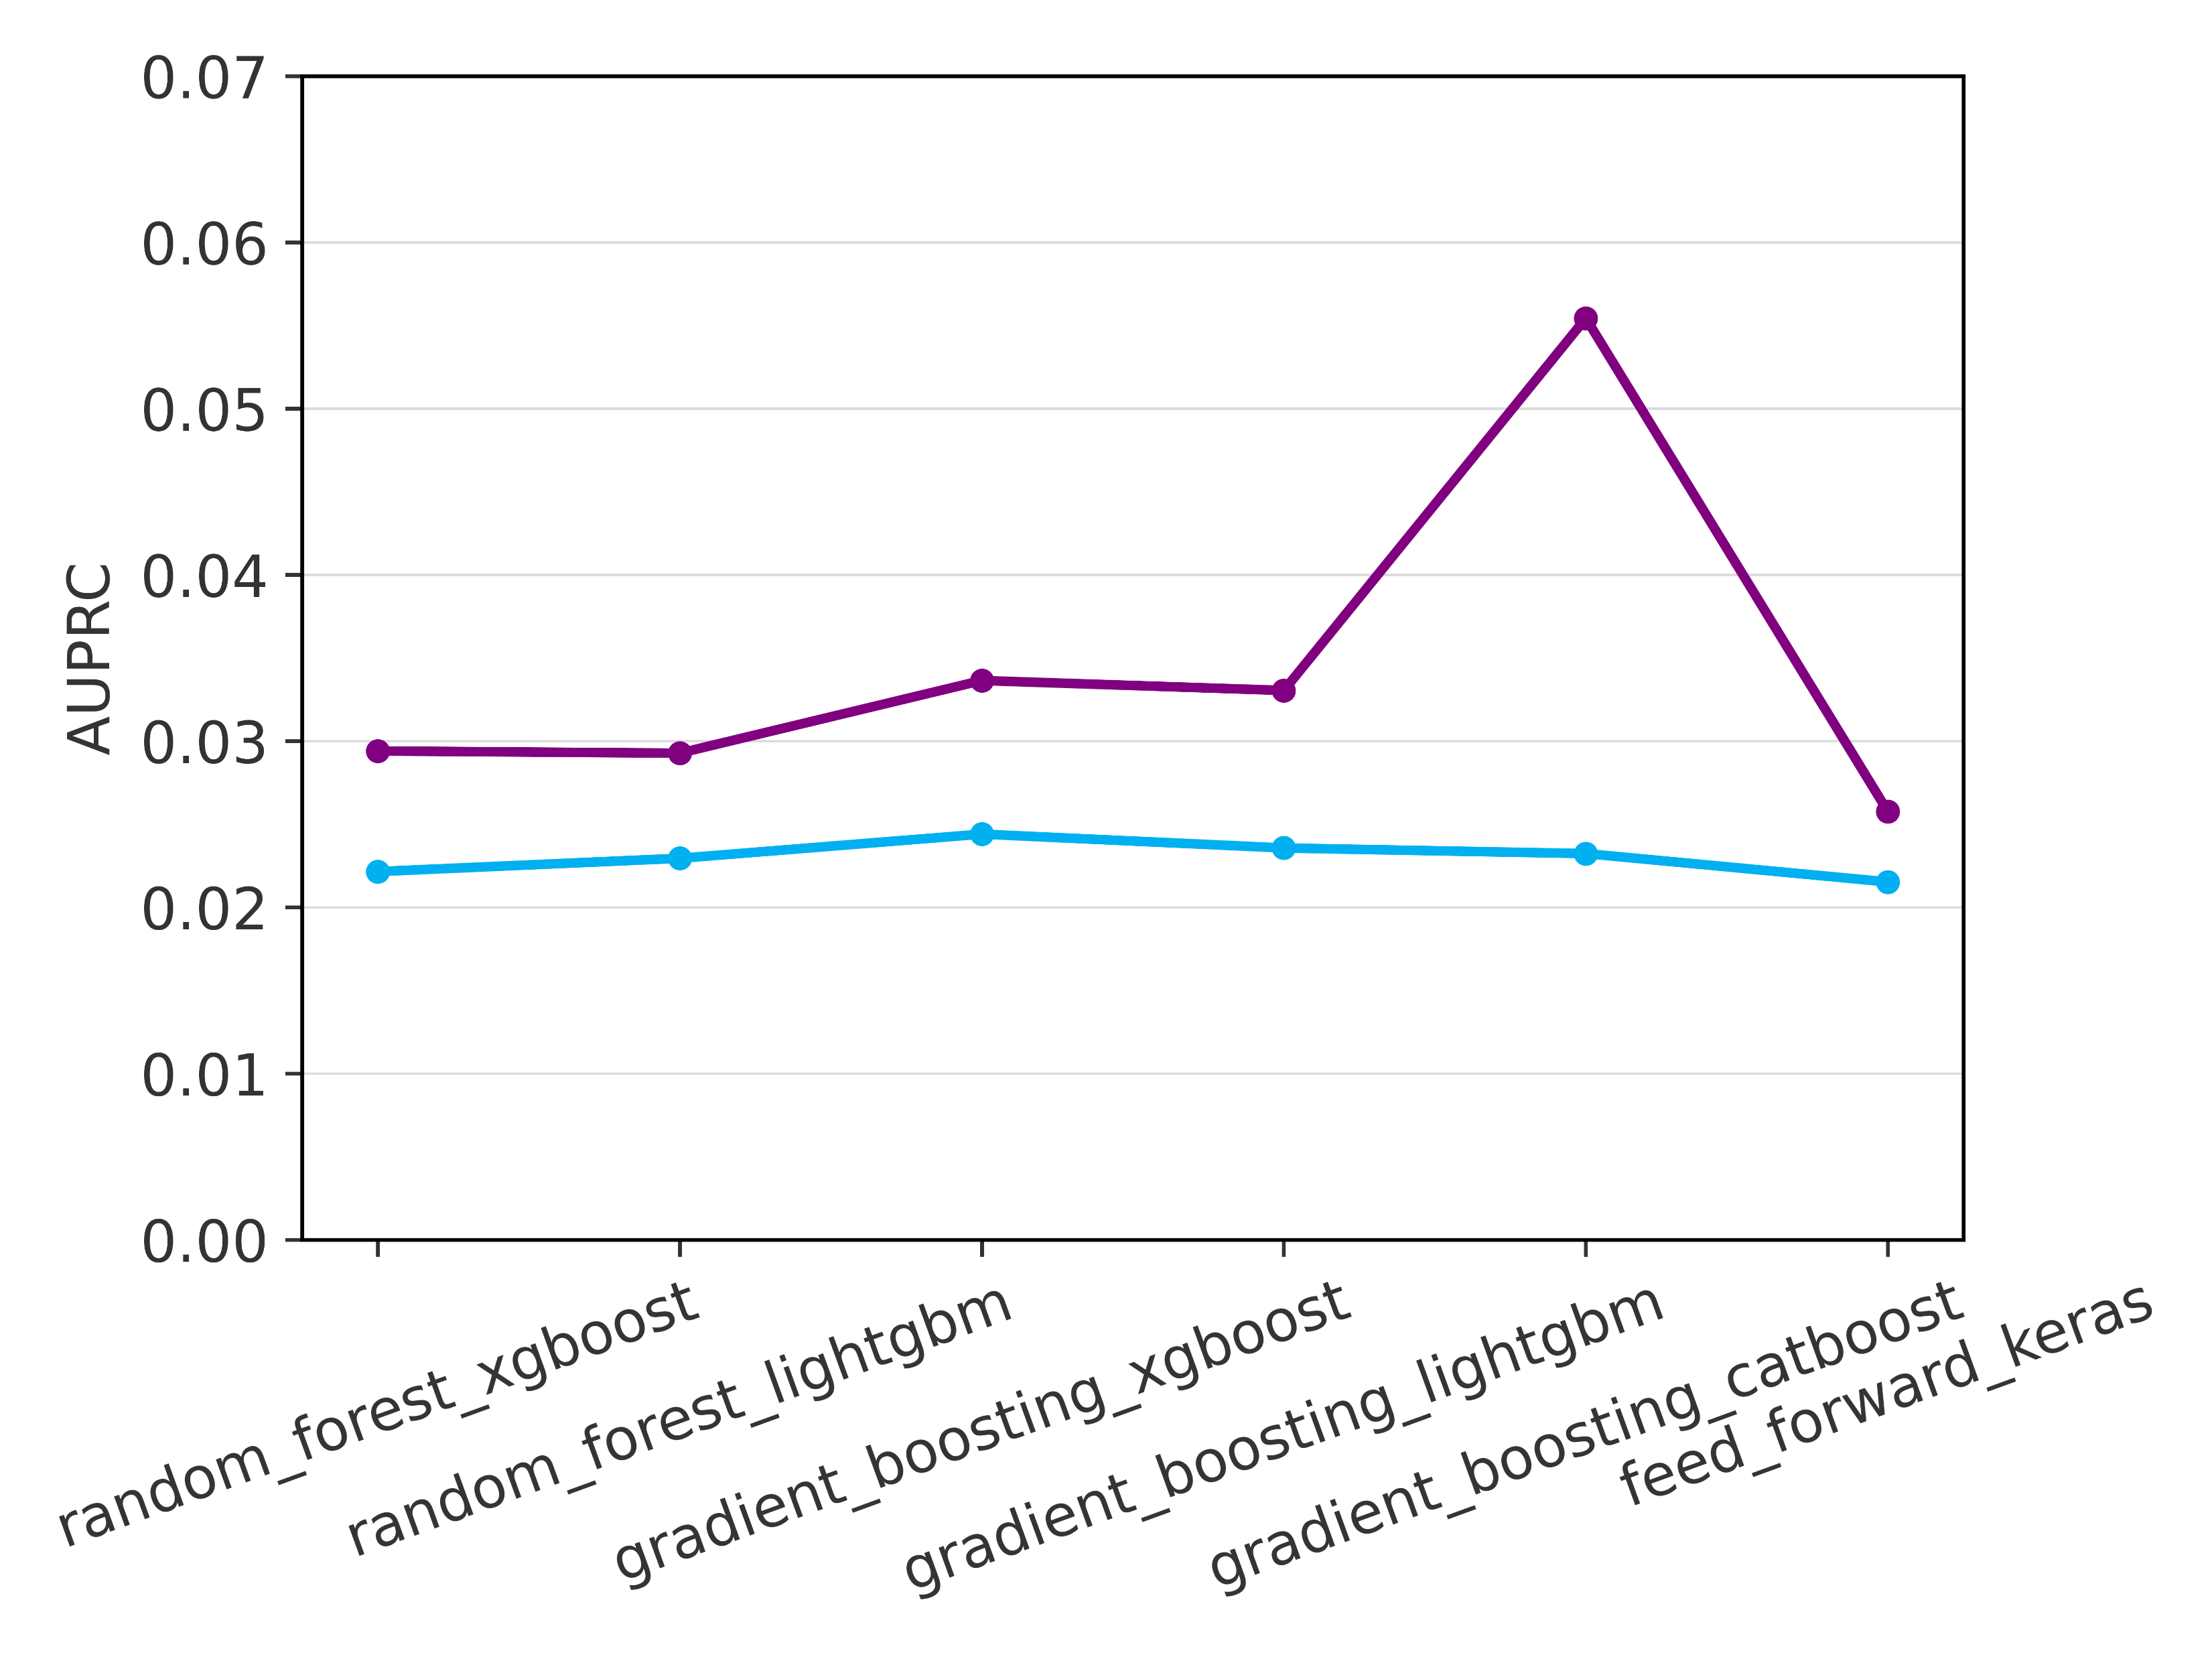 0.07
0.06
0.05
0.04
0.03
0.02
0.01
0.00
AUPRC
random_forest_xgboost
random_forest_lightgbm
gradient_boosting_xgboost
gradient_boosting_lightgbm
gradient_boosting_catboost
feed_forward_keras